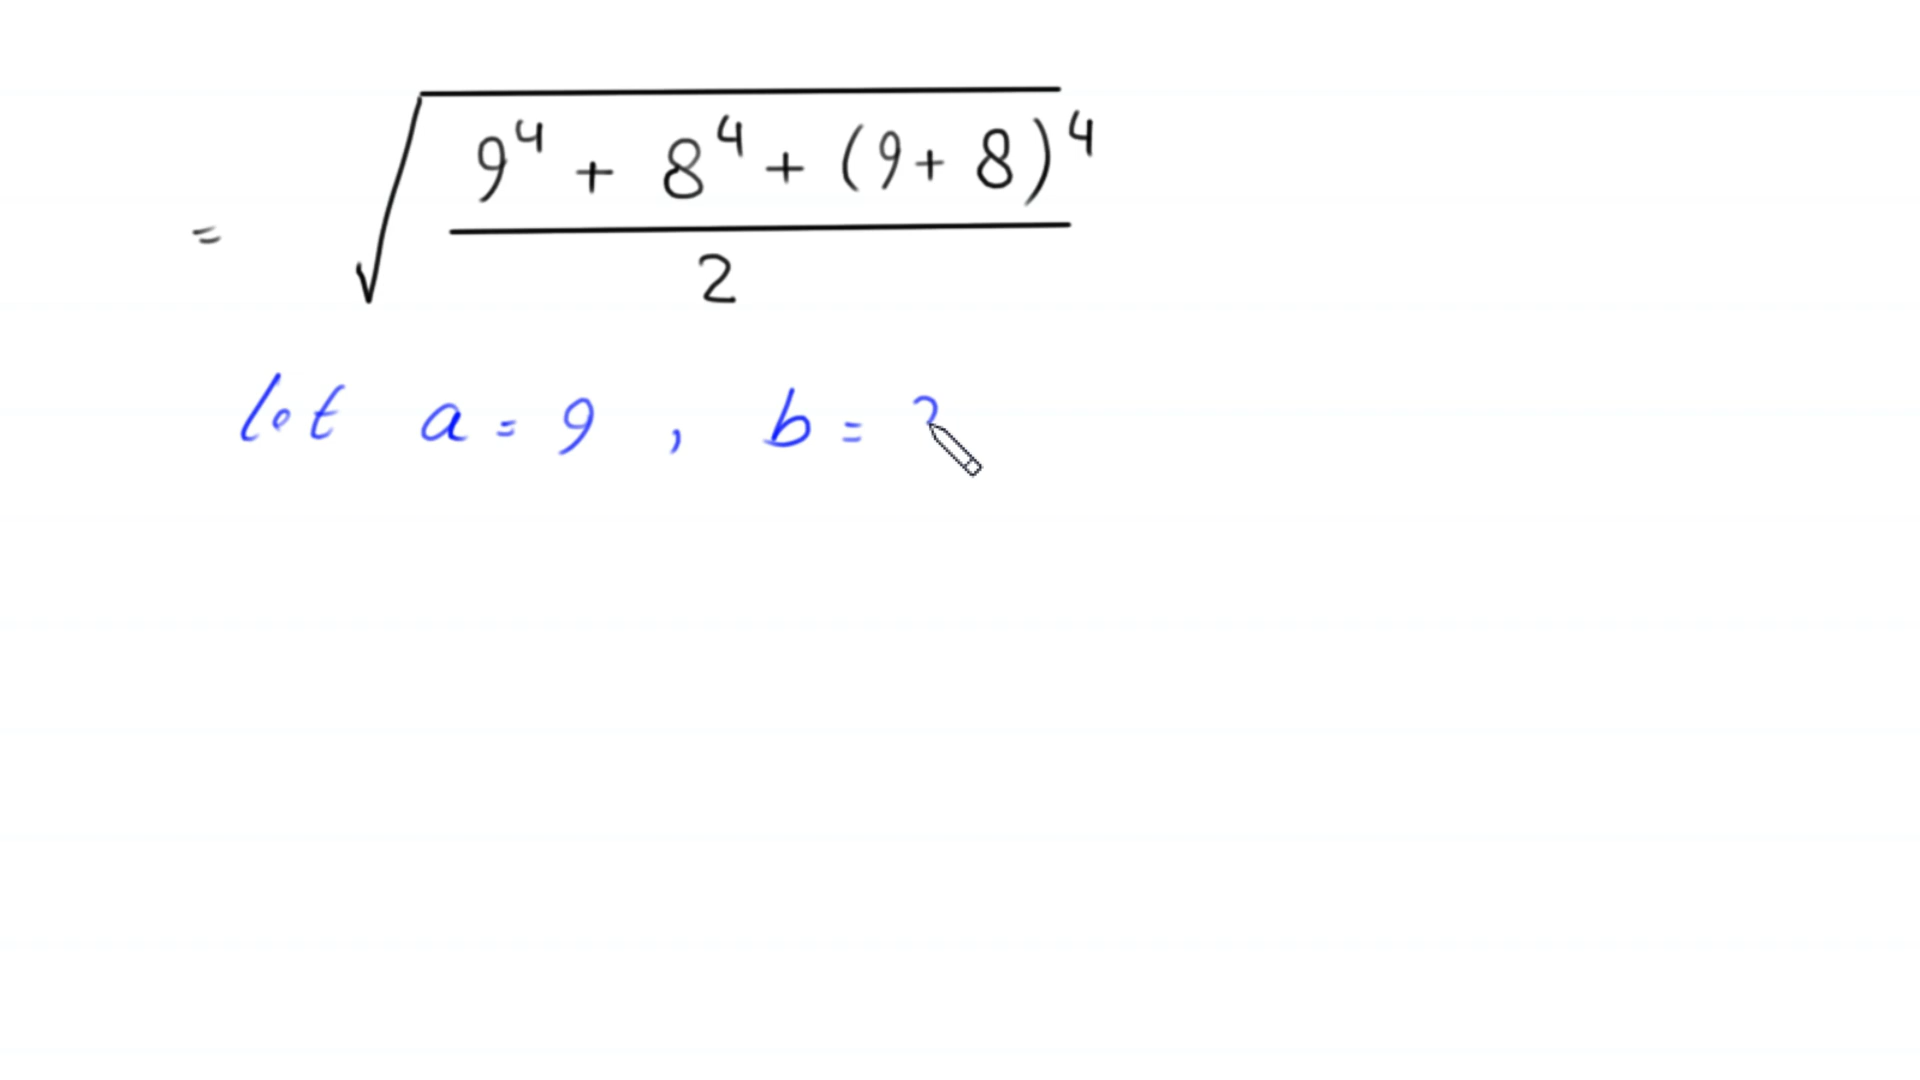 = √((9⁴ + 8⁴ + (9 + 8)⁴) / 2)
let a = 9 , b =